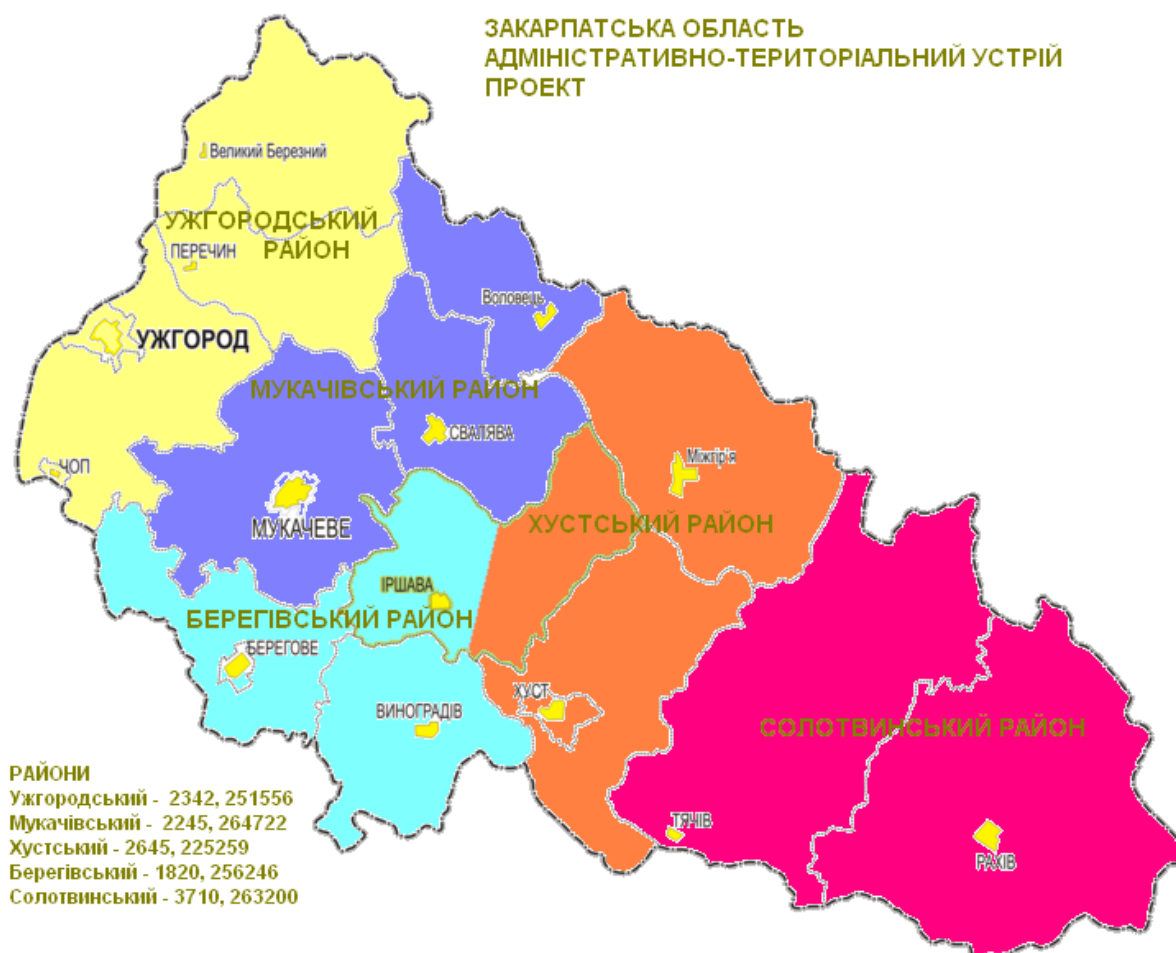 ЗАКАРПАТСЬКА ОБЛАСТЬ
АДМІНІСТРАТИВНО-ТЕРИТОРІАЛЬНИЙ УСТРІЙ
ПРОЕКТ
Великий Березний
УЖГОРОДСЬКИЙ
РАЙОН
ПЕРЕЧИН
Воловець
УЖГОРОД
МУКАЧІВСЬКИЙ РАЙОН
СВАЛЯВА
Міжгір'я
ЧОП
МУКАЧЕВЕ
ХУСТСЬКИЙ РАЙОН
ІРШАВА
БЕРЕГІВСЬКИЙ РАЙОН
БЕРЕГОВЕ
ХУСТ
ВИНОГРАДІВ
СОЛОТВИНСЬКИЙ РАЙОН
ТЯЧІВ
РАХІВ
РАЙОНИ
Ужгородський - 2342, 251556
Мукачівський - 2245, 264722
Хустський - 2645, 225259
Берегівський - 1820, 256246
Солотвинський - 3710, 263200